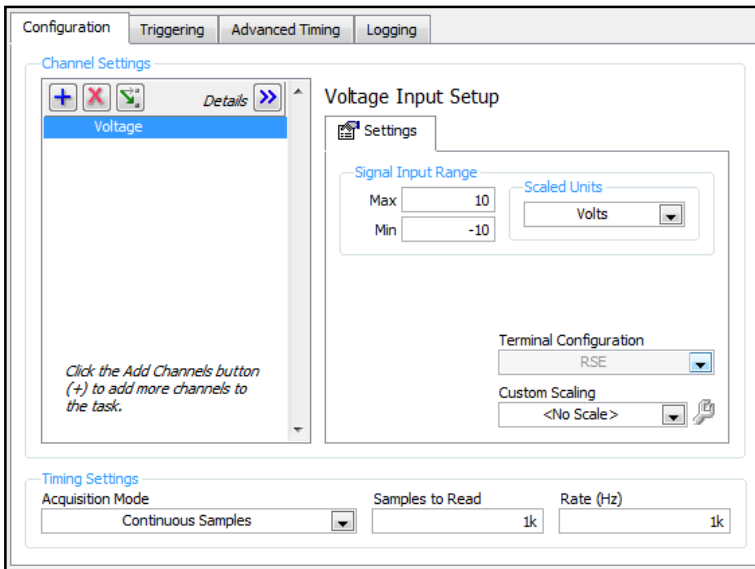 Configuration Triggering Advanced Timing Logging
Channel Settings
Details
Voltage
Click the Add Channels button
(+) to add more channels to
the task.
Voltage Input Setup
Settings
Signal Input Range
Max 10
Min -10
Scaled Units
Volts
Terminal Configuration
RSE
Custom Scaling
<No Scale>
Timing Settings
Acquisition Mode Samples to Read Rate (Hz)
Continuous Samples 1k 1k